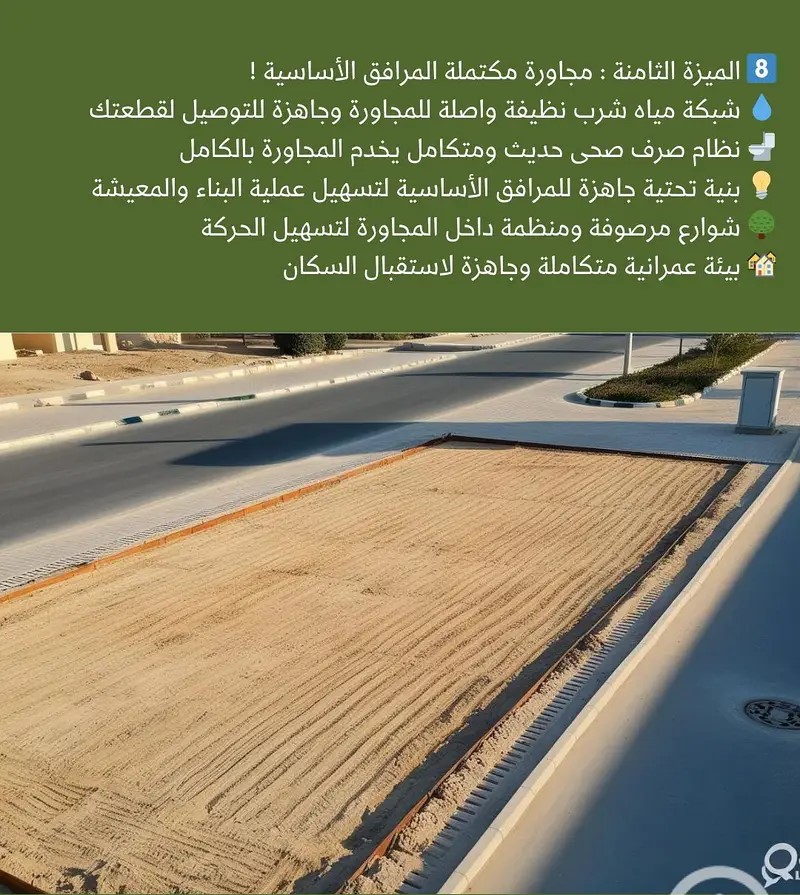 8️⃣ الميزة الثامنة : مجاورة مكتملة المرافق الأساسية !
💧 شبكة مياه شرب نظيفة واصلة للمجاورة وجاهزة للتوصيل لقطعتك
🚽 نظام صرف صحى حديث ومتكامل يخدم المجاورة بالكامل
💡 بنية تحتية جاهزة للمرافق الأساسية لتسهيل عملية البناء والمعيشة
🌳 شوارع مرصوفة ومنظمة داخل المجاورة لتسهيل الحركة
🏘️ بيئة عمرانية متكاملة وجاهزة لاستقبال السكان